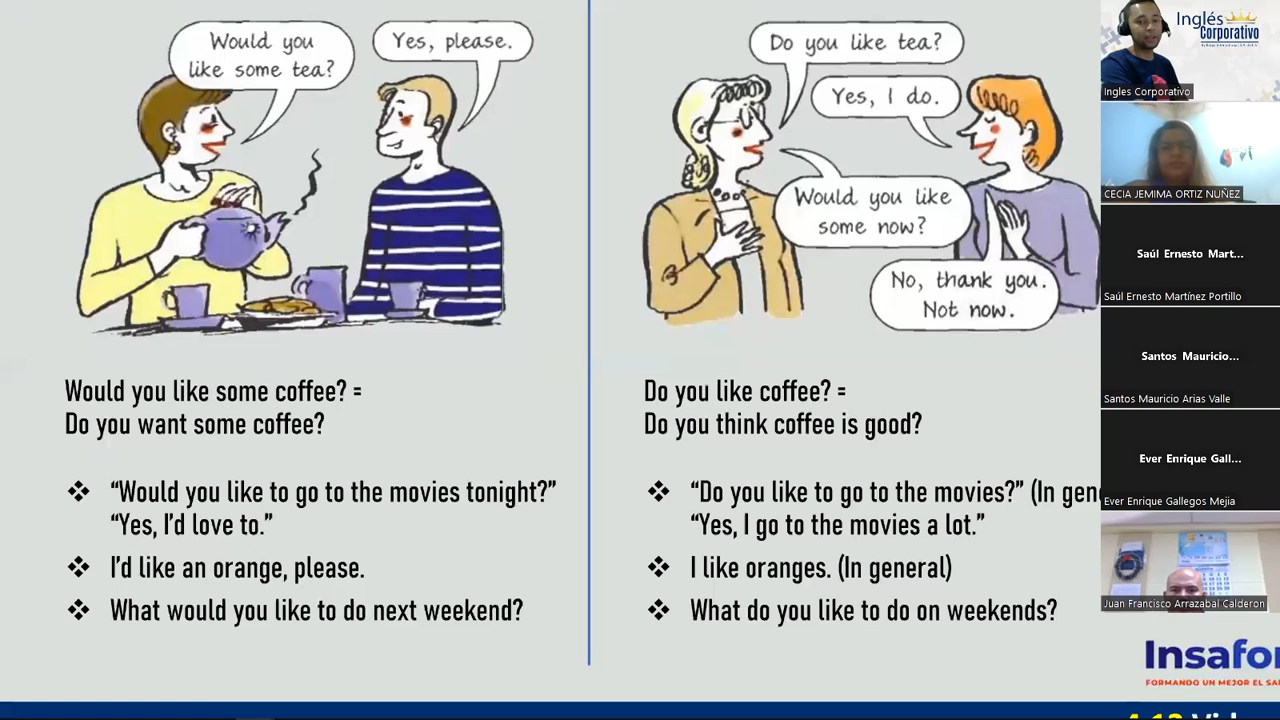 Would you
like some tea?
Yes, please.
Would you like some coffee? =
Do you want some coffee?
“Would you like to go to the movies tonight?”
“Yes, I’d love to.”
I’d like an orange, please.
What would you like to do next weekend?
Do you like tea?
Yes, I do.
Would you like
some now?
No, thank you.
Not now.
Do you like coffee? =
Do you think coffee is good?
“Do you like to go to the movies?” (In gen
“Yes, I go to the movies a lot.”
I like oranges. (In general)
What do you like to do on weekends?
Inglés
Corporativo
Ingles Corporativo
CECIA JEMIMA ORTIZ NUÑEZ
Saúl Ernesto Mart...
Saúl Ernesto Martínez Portillo
Santos Mauricio...
Santos Mauricio Arias Valle
Ever Enrique Gall...
Ever Enrique Gallegos Mejia
Juan Francisco Arrazabal Calderon
Insafo
FORMANDO UN MEJOR EL SA